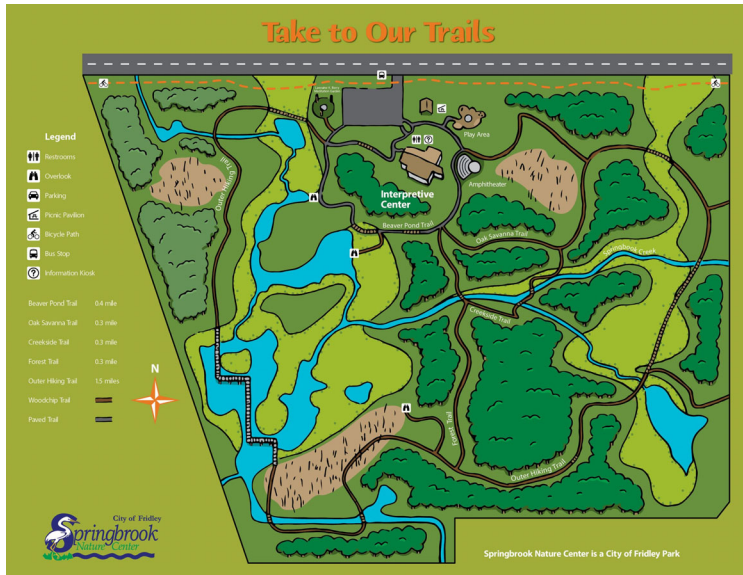 Take to Our Trails
Play Area
Amphitheater
Interpretive
Center
Beaver Pond Trail
Oak Savanna Trail
Springbrook Creek
Creekside Trail
Forest Trail
Outer Hiking Trail
Outer Hiking Trail
Legend
Restrooms
Overlook
Parking
Picnic Pavilion
Bicycle Path
Bus Stop
Information Kiosk
Beaver Pond Trail 0.4 mile
Oak Savanna Trail 0.3 mile
Creekside Trail 0.3 mile
Forest Trail 0.3 mile
Outer Hiking Trail 1.5 miles
Woodchip Trail
Paved Trail
N
City of Fridley
Springbrook
Nature Center
Springbrook Nature Center is a City of Fridley Park